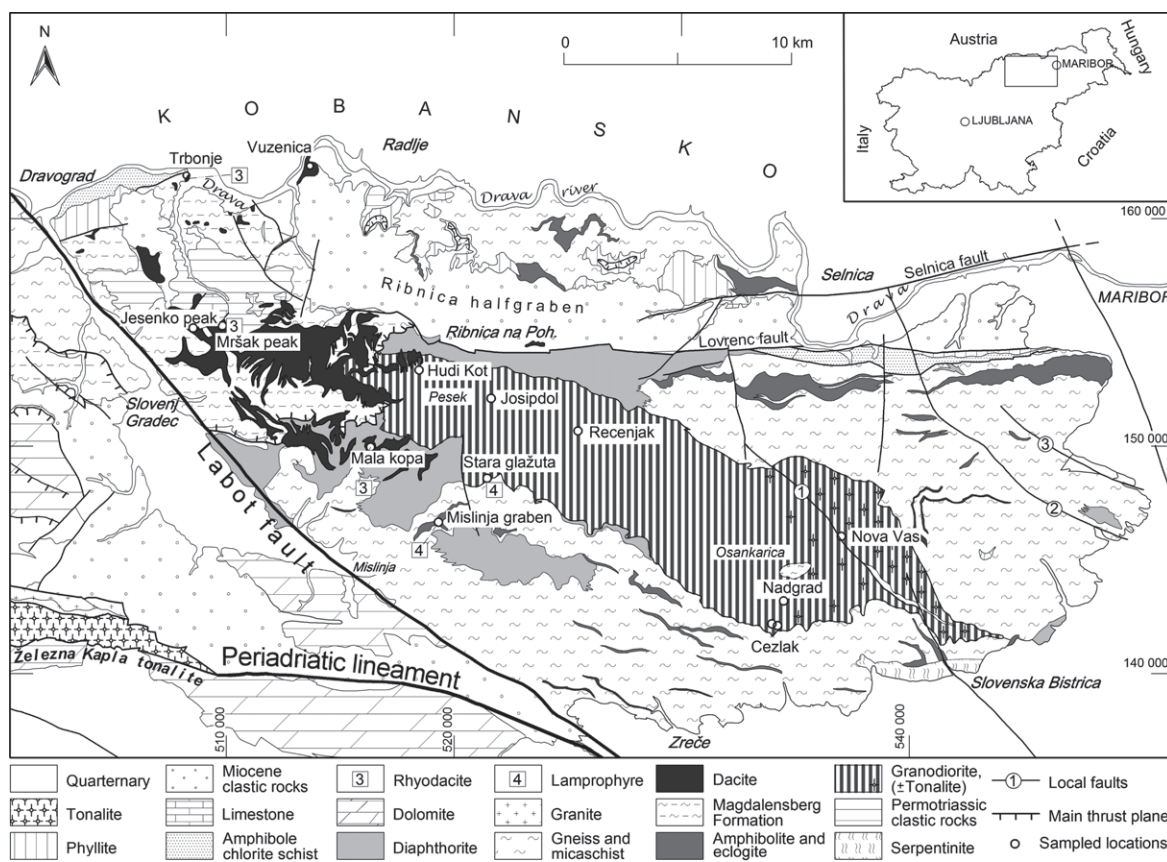 N
0
10 km
Austria
Hungary
MARIBOR
LJUBLJANA
Italy
Croatia
K O B A N S K O
Vuzenica
Radlje
Trbonje
3
Dravograd
Drava
Drava river
160 000
Selnica
Selnica fault
Drava
MARIBOR
Ribnica halfgraben
Jesenko peak
3
Mršak peak
Ribnica na Poh.
Lovrenc fault
Hudi Kot
Pesek
Josipdol
Slovenj
Gradec
Recenjak
3
150 000
Mala kopa
Stara glažuta
3
4
1
2
Labot fault
Mislinja graben
4
Nova Vas
Mislinja
Osankarica
Nadgrad
Cezlak
Železna Kapla tonalite
Periadriatic lineament
140 000
Slovenska Bistrica
510 000
520 000
540 000
Zreče
Quarternary
Miocene
clastic rocks
3
Rhyodacite
4
Lamprophyre
Dacite
Granodiorite,
(±Tonalite)
1
Local faults
Tonalite
Limestone
Dolomite
Granite
Magdalensberg
Formation
Permotriassic
clastic rocks
Main thrust plane
Phyllite
Amphibole
chlorite schist
Diaphthorite
Gneiss and
micaschist
Amphibolite and
eclogite
Serpentinite
Sampled locations